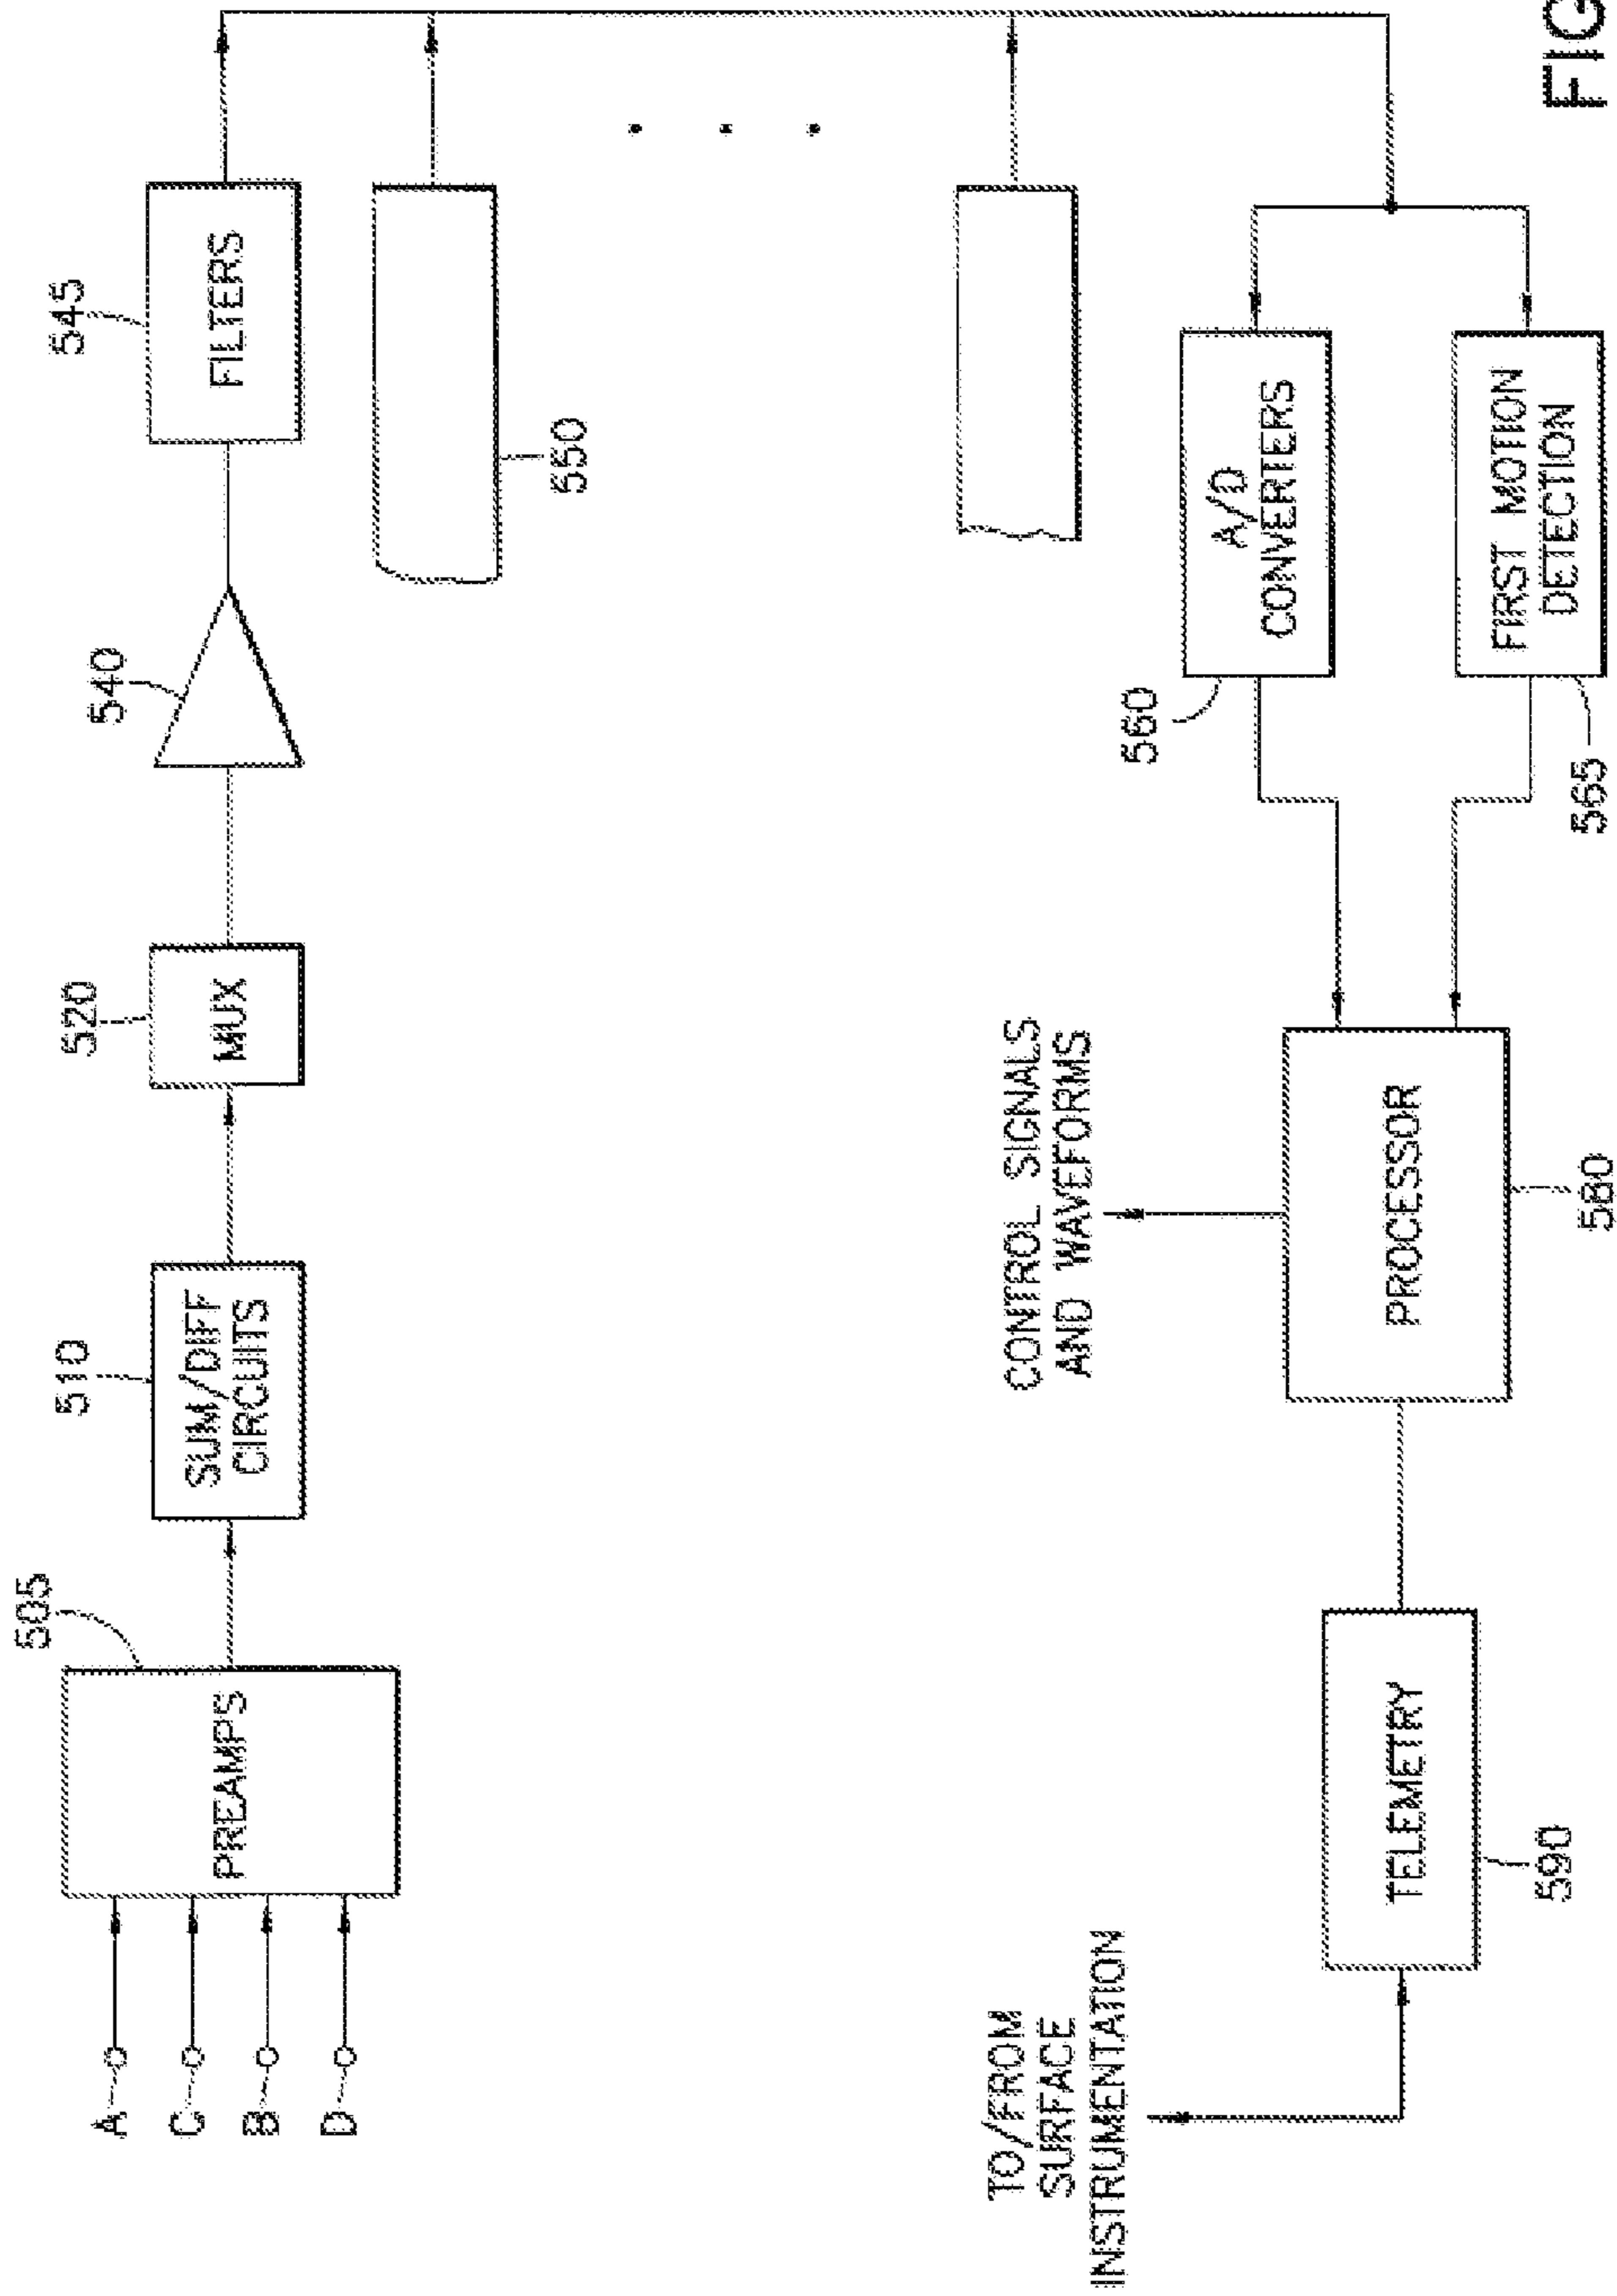 505
510
520
540
545
A
C
B
D
PREAMPS
SUM/DIFF
CIRCUITS
MUX
FILTERS
550
TO/FROM
SURFACE
INSTRUMENTATION
CONTROL SIGNALS
AND WAVEFORMS
560
A/D
CONVERTERS
TELEMETRY
PROCESSOR
FIRST MOTION
DETECTION
590
580
565
FIG